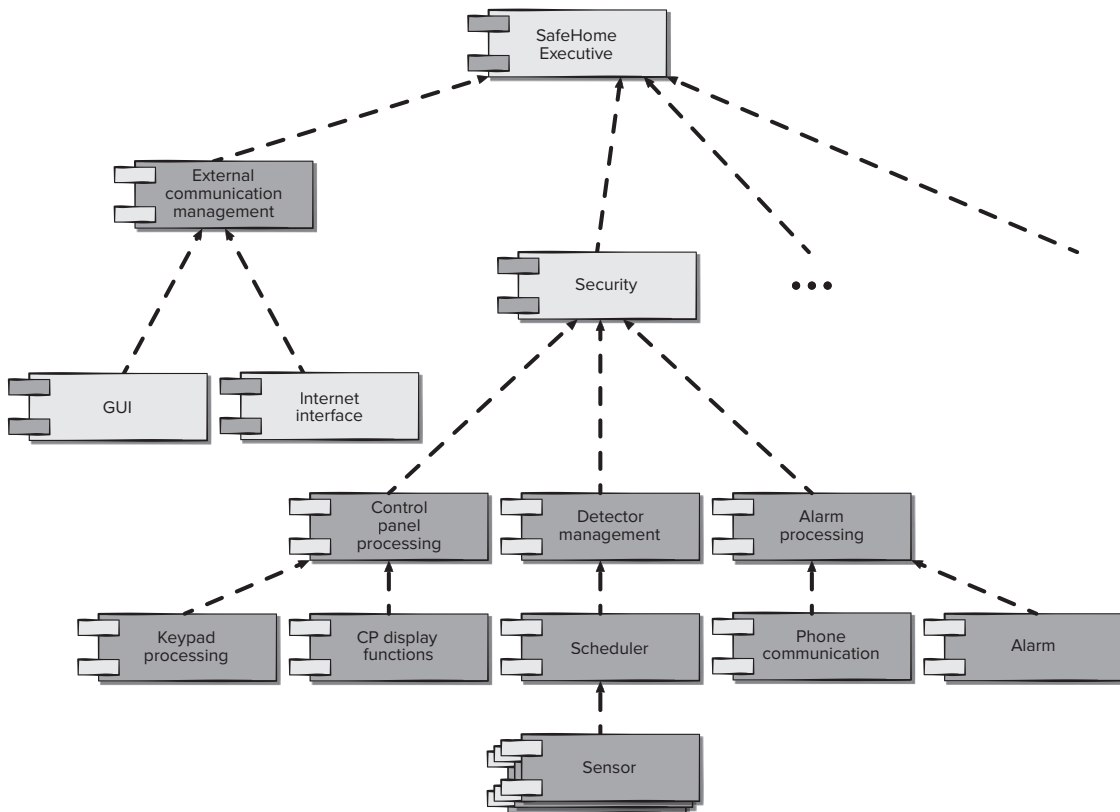 SafeHome
Executive
External
communication
management
Security
GUI
Internet
interface
Control
panel
processing
Detector
management
Alarm
processing
Keypad
processing
CP display
functions
Scheduler
Phone
communication
Alarm
Sensor